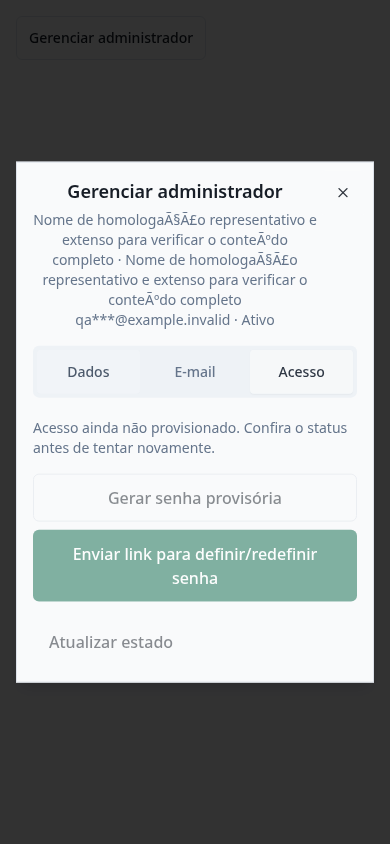 Gerenciar administrador
Gerenciar administrador
Nome de homologaÃ§Ã£o representativo e
extenso para verificar o conteÃºdo
completo · Nome de homologaÃ§Ã£o
representativo e extenso para verificar o
conteÃºdo completo
qa***@example.invalid · Ativo
Dados
E-mail
Acesso
Acesso ainda não provisionado. Confira o status
antes de tentar novamente.
Gerar senha provisória
Enviar link para definir/redefinir
senha
Atualizar estado